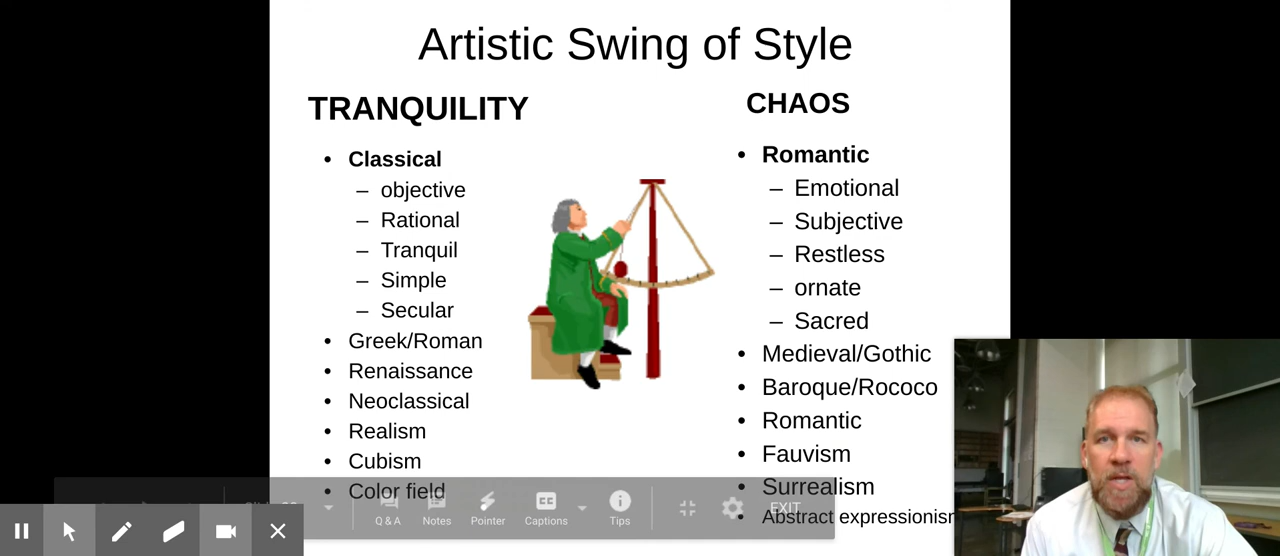 Artistic Swing of Style
TRANQUILITY
• Classical
– objective
– Rational
– Tranquil
– Simple
– Secular
• Greek/Roman
• Renaissance
• Neoclassical
• Realism
• Cubism
• Color field
CHAOS
• Romantic
– Emotional
– Subjective
– Restless
– ornate
– Sacred
• Medieval/Gothic
• Baroque/Rococo
• Romantic
• Fauvism
• Surrealism
• Abstract expressionism
Q & A
Notes
Pointer
CC
Captions
Tips
EXIT